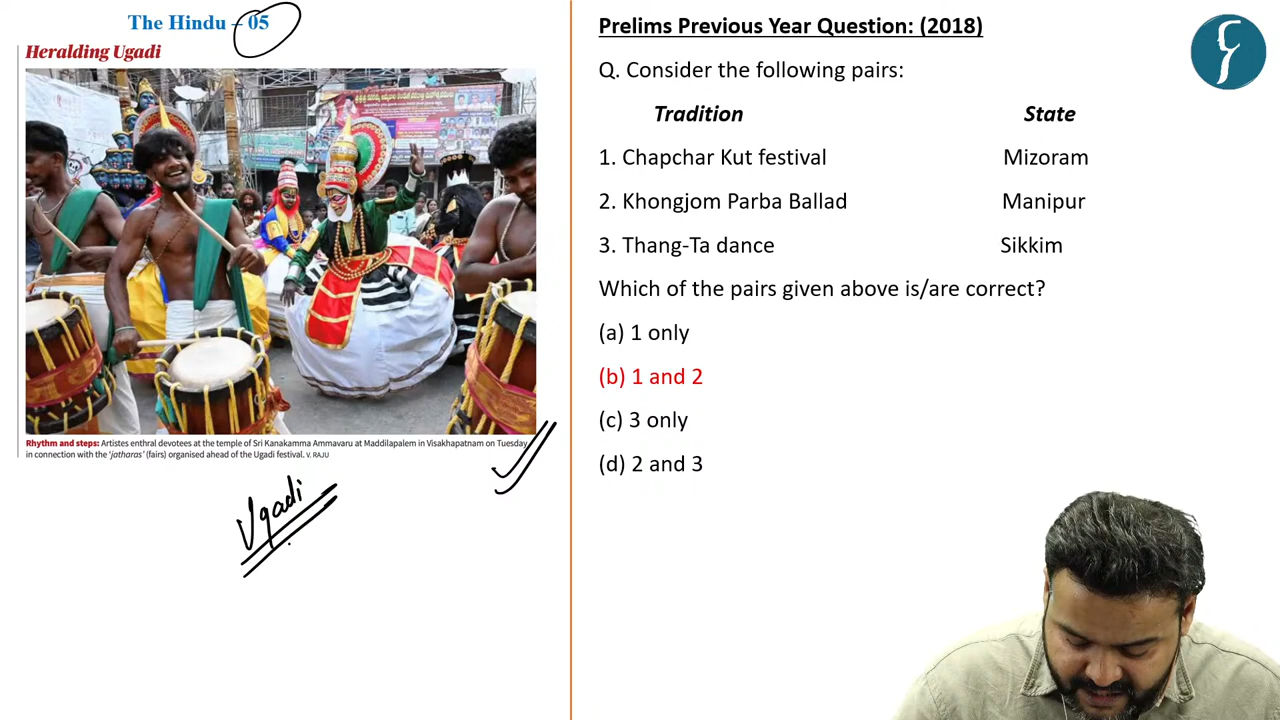 The Hindu – 05
Heralding Ugadi
Rhythm and steps: Artistes enthral devotees at the temple of Sri Kanakamma Ammavaru at Maddilapalem in Visakhapatnam on Tuesday
in connection with the 'jatharas' (fairs) organised ahead of the Ugadi festival. V. RAJU
Ugadi
Prelims Previous Year Question: (2018)
Q. Consider the following pairs:
Tradition State
1. Chapchar Kut festival Mizoram
2. Khongjom Parba Ballad Manipur
3. Thang-Ta dance Sikkim
Which of the pairs given above is/are correct?
(a) 1 only
(b) 1 and 2
(c) 3 only
(d) 2 and 3